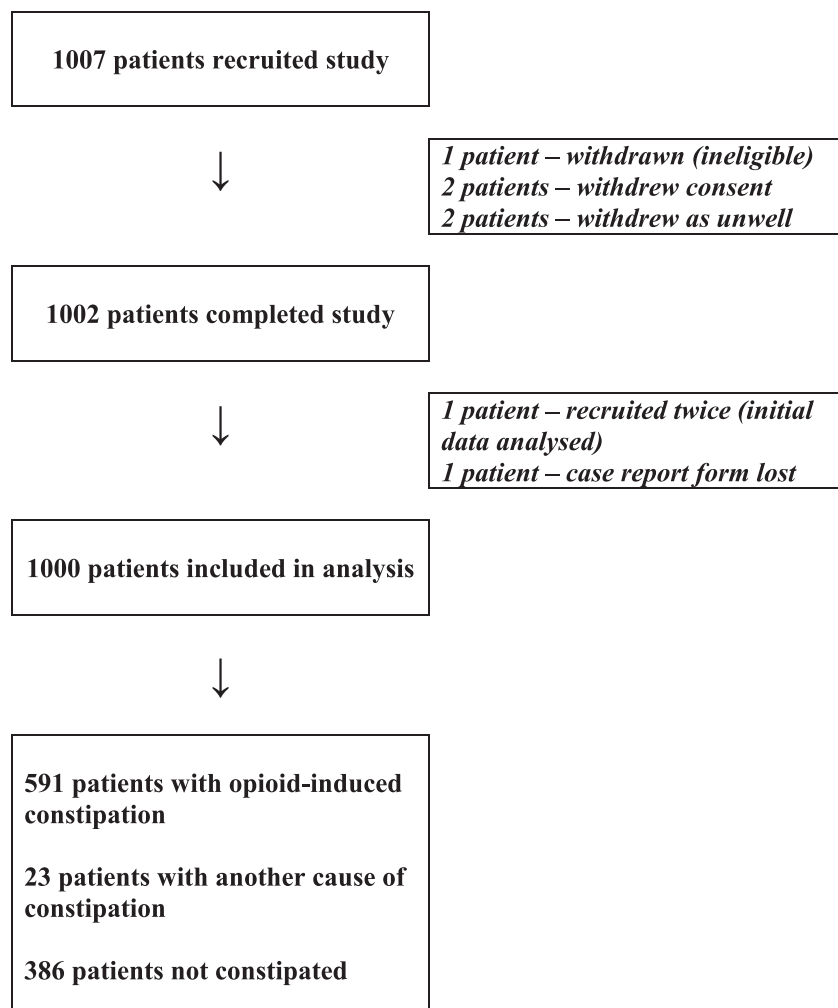 1007 patients recruited study
↓
1 patient – withdrawn (ineligible)
2 patients – withdrew consent
2 patients – withdrew as unwell
1002 patients completed study
↓
1 patient – recruited twice (initial
data analysed)
1 patient – case report form lost
1000 patients included in analysis
↓
591 patients with opioid-induced
constipation
23 patients with another cause of
constipation
386 patients not constipated